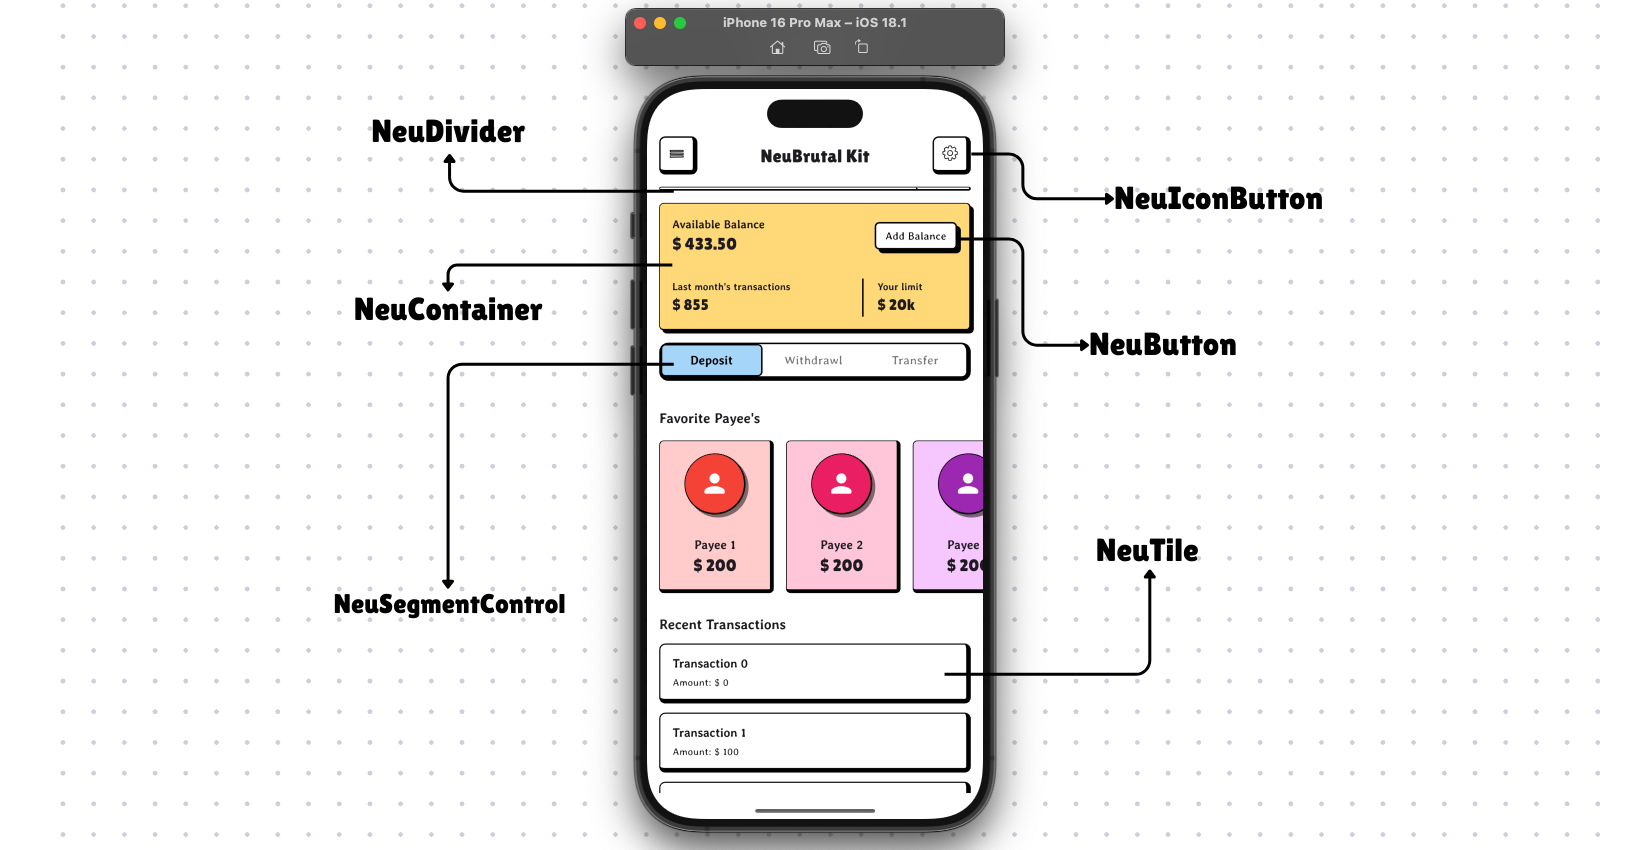 iPhone 16 Pro Max – iOS 18.1
NeuBrutal Kit
NeuDivider
NeuIconButton
Available Balance
$ 433.50
Add Balance
Last month's transactions
$ 855
Your limit
$ 20k
NeuContainer
NeuButton
Deposit
Withdrawl
Transfer
Favorite Payee's
Payee 1
$ 200
Payee 2
$ 200
Payee
$ 200
NeuSegmentControl
NeuTile
Recent Transactions
Transaction 0
Amount: $ 0
Transaction 1
Amount: $ 100